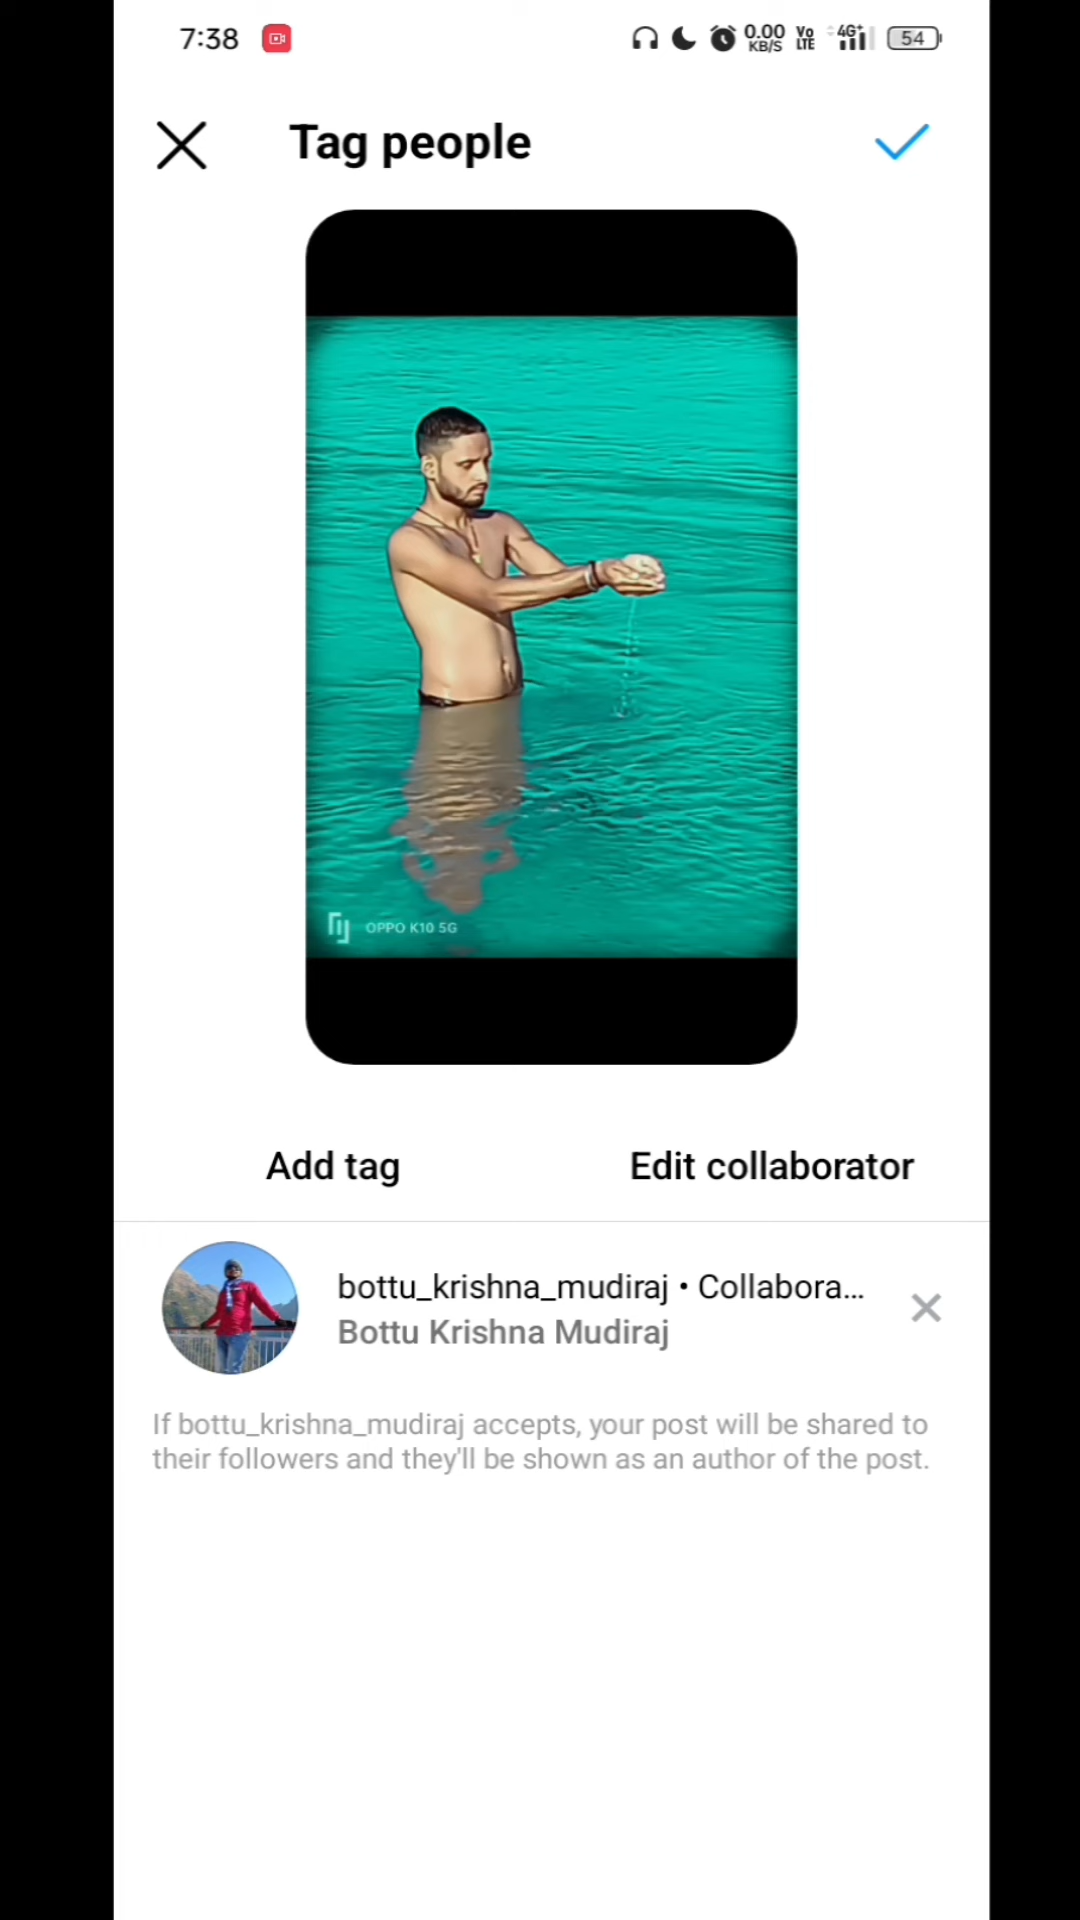 7:38
0.00 KB/S Vo LTE 4G+ 54
Tag people
OPPO K10 5G
Add tag
Edit collaborator
bottu_krishna_mudiraj • Collabora...
Bottu Krishna Mudiraj
If bottu_krishna_mudiraj accepts, your post will be shared to
their followers and they'll be shown as an author of the post.